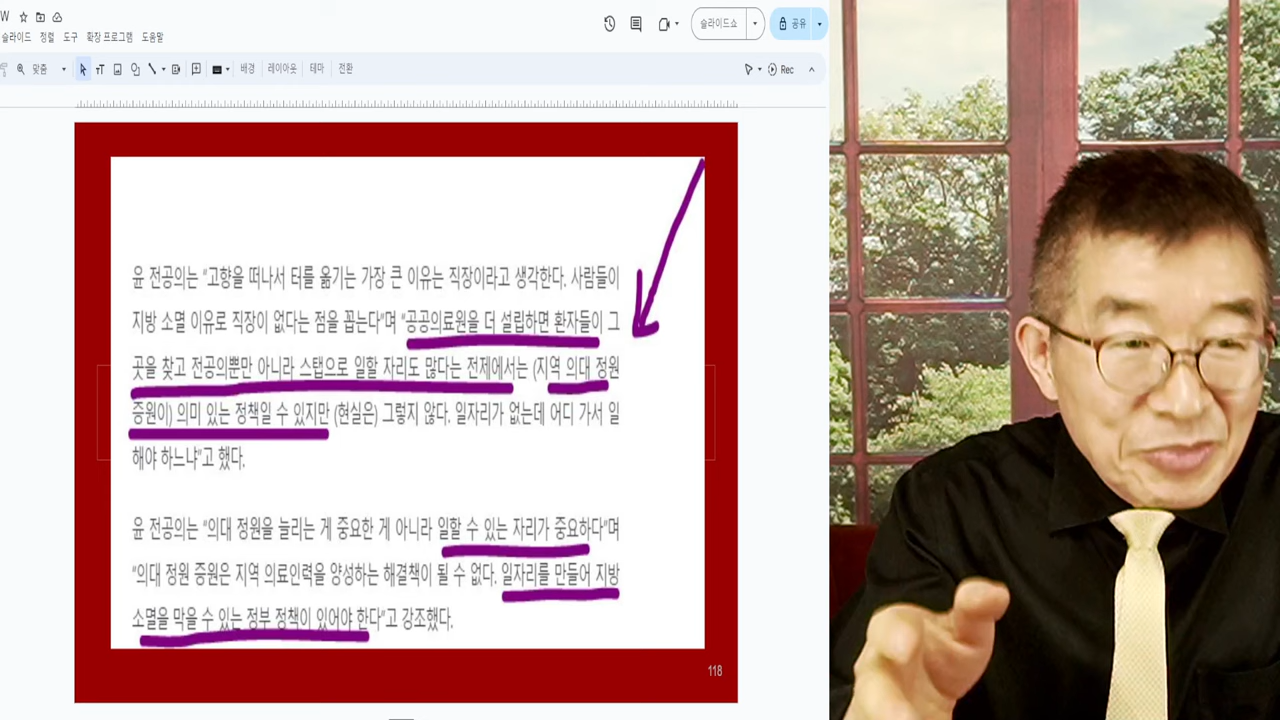 W
슬라이드쇼
공유
슬라이드 정렬 도구 확장 프로그램 도움말
맞춤
배경 레이아웃 테마 전환
Rec
윤 전공의는 “고향을 떠나서 터를 옮기는 가장 큰 이유는 직장이라고 생각한다. 사람들이
지방 소멸 이유로 직장이 없다는 점을 꼽는다”며 “공공의료원을 더 설립하면 환자들이 그
곳을 찾고 전공의뿐만 아니라 스탭으로 일할 자리도 많다는 전제에서는 (지역 의대 정원
증원이) 의미 있는 정책일 수 있지만 (현실은) 그렇지 않다. 일자리가 없는데 어디 가서 일
해야 하느냐”고 했다.
윤 전공의는 “의대 정원을 늘리는 게 중요한 게 아니라 일할 수 있는 자리가 중요하다”며
“의대 정원 증원은 지역 의료인력을 양성하는 해결책이 될 수 없다. 일자리를 만들어 지방
소멸을 막을 수 있는 정부 정책이 있어야 한다”고 강조했다.
118